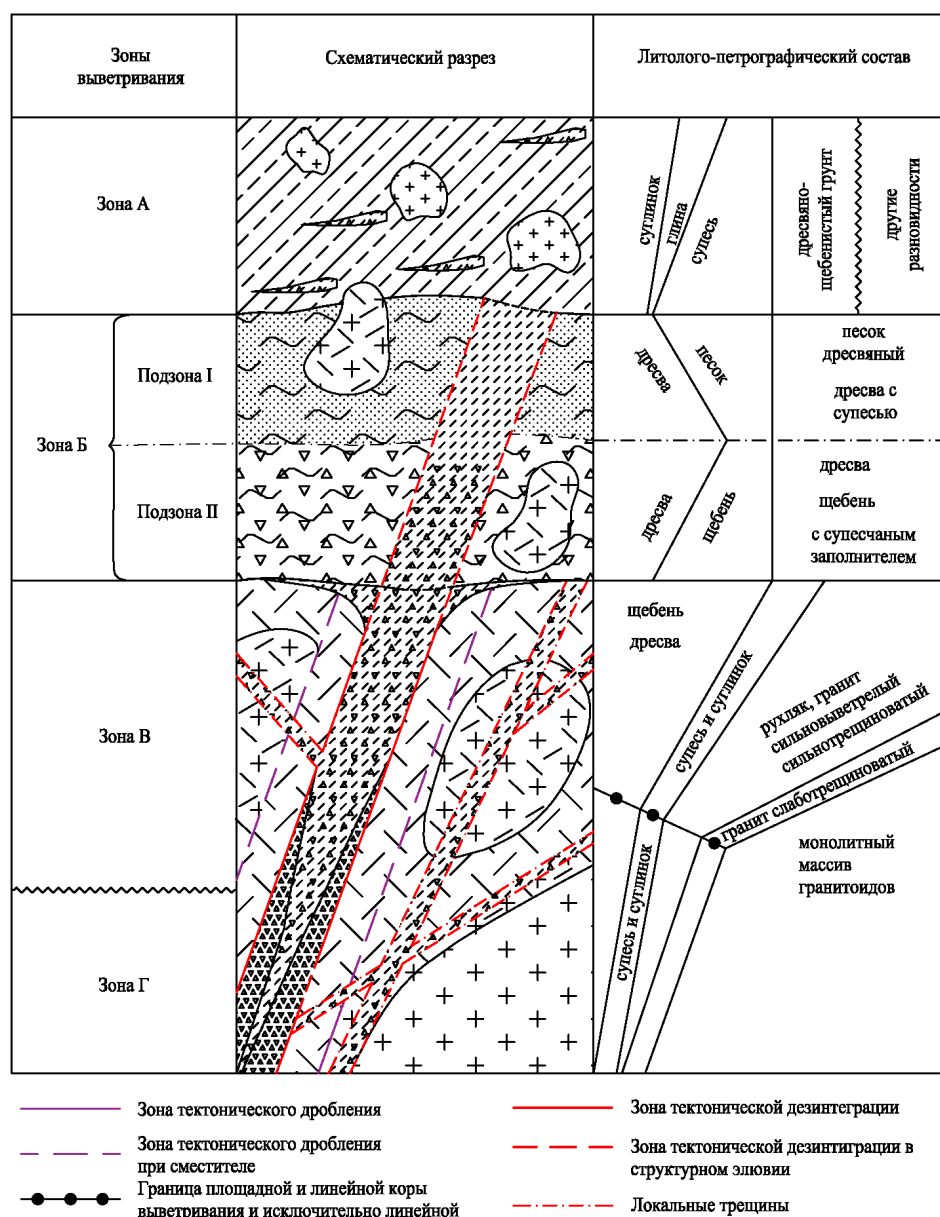 Зоны
выветривания
Схематический разрез
Литолого-петрографический состав
Зона А
суглинок
глина
супесь
дресвяно-
щебенистый грунт
другие
разновидности
Зона Б
Подзона I
дресва
песок
песок
дресвяный
дресва с
супесью
Подзона II
дресва
щебень
дресва
щебень
с супесчаным
заполнителем
Зона В
щебень
дресва
супесь и суглинок
рухляк, гранит
сильновыветрелый
сильнотрещиноватый
гранит слаботрещиноватый
монолитный
массив
гранитоидов
супесь и суглинок
Зона Г
Зона тектонического дробления
Зона тектонического дробления
при сместителе
Граница площадной и линейной коры
выветривания и исключительно линейной
Зона тектонической дезинтеграции
Зона тектонической дезинтиграции в
структурном элювии
Локальные трещины